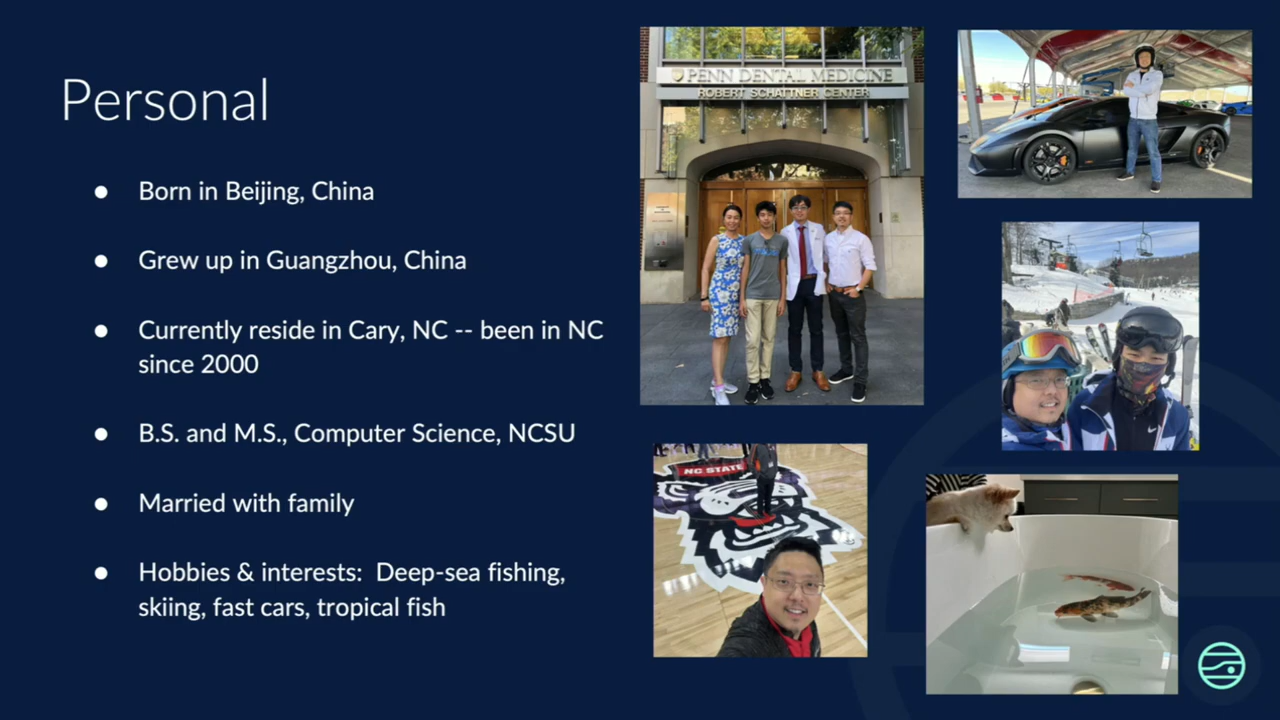 Personal
● Born in Beijing, China
● Grew up in Guangzhou, China
● Currently reside in Cary, NC -- been in NC
since 2000
● B.S. and M.S., Computer Science, NCSU
● Married with family
● Hobbies & interests: Deep-sea fishing,
skiing, fast cars, tropical fish
PENN DENTAL MEDICINE
ROBERT SCHATTNER CENTER
NC STATE